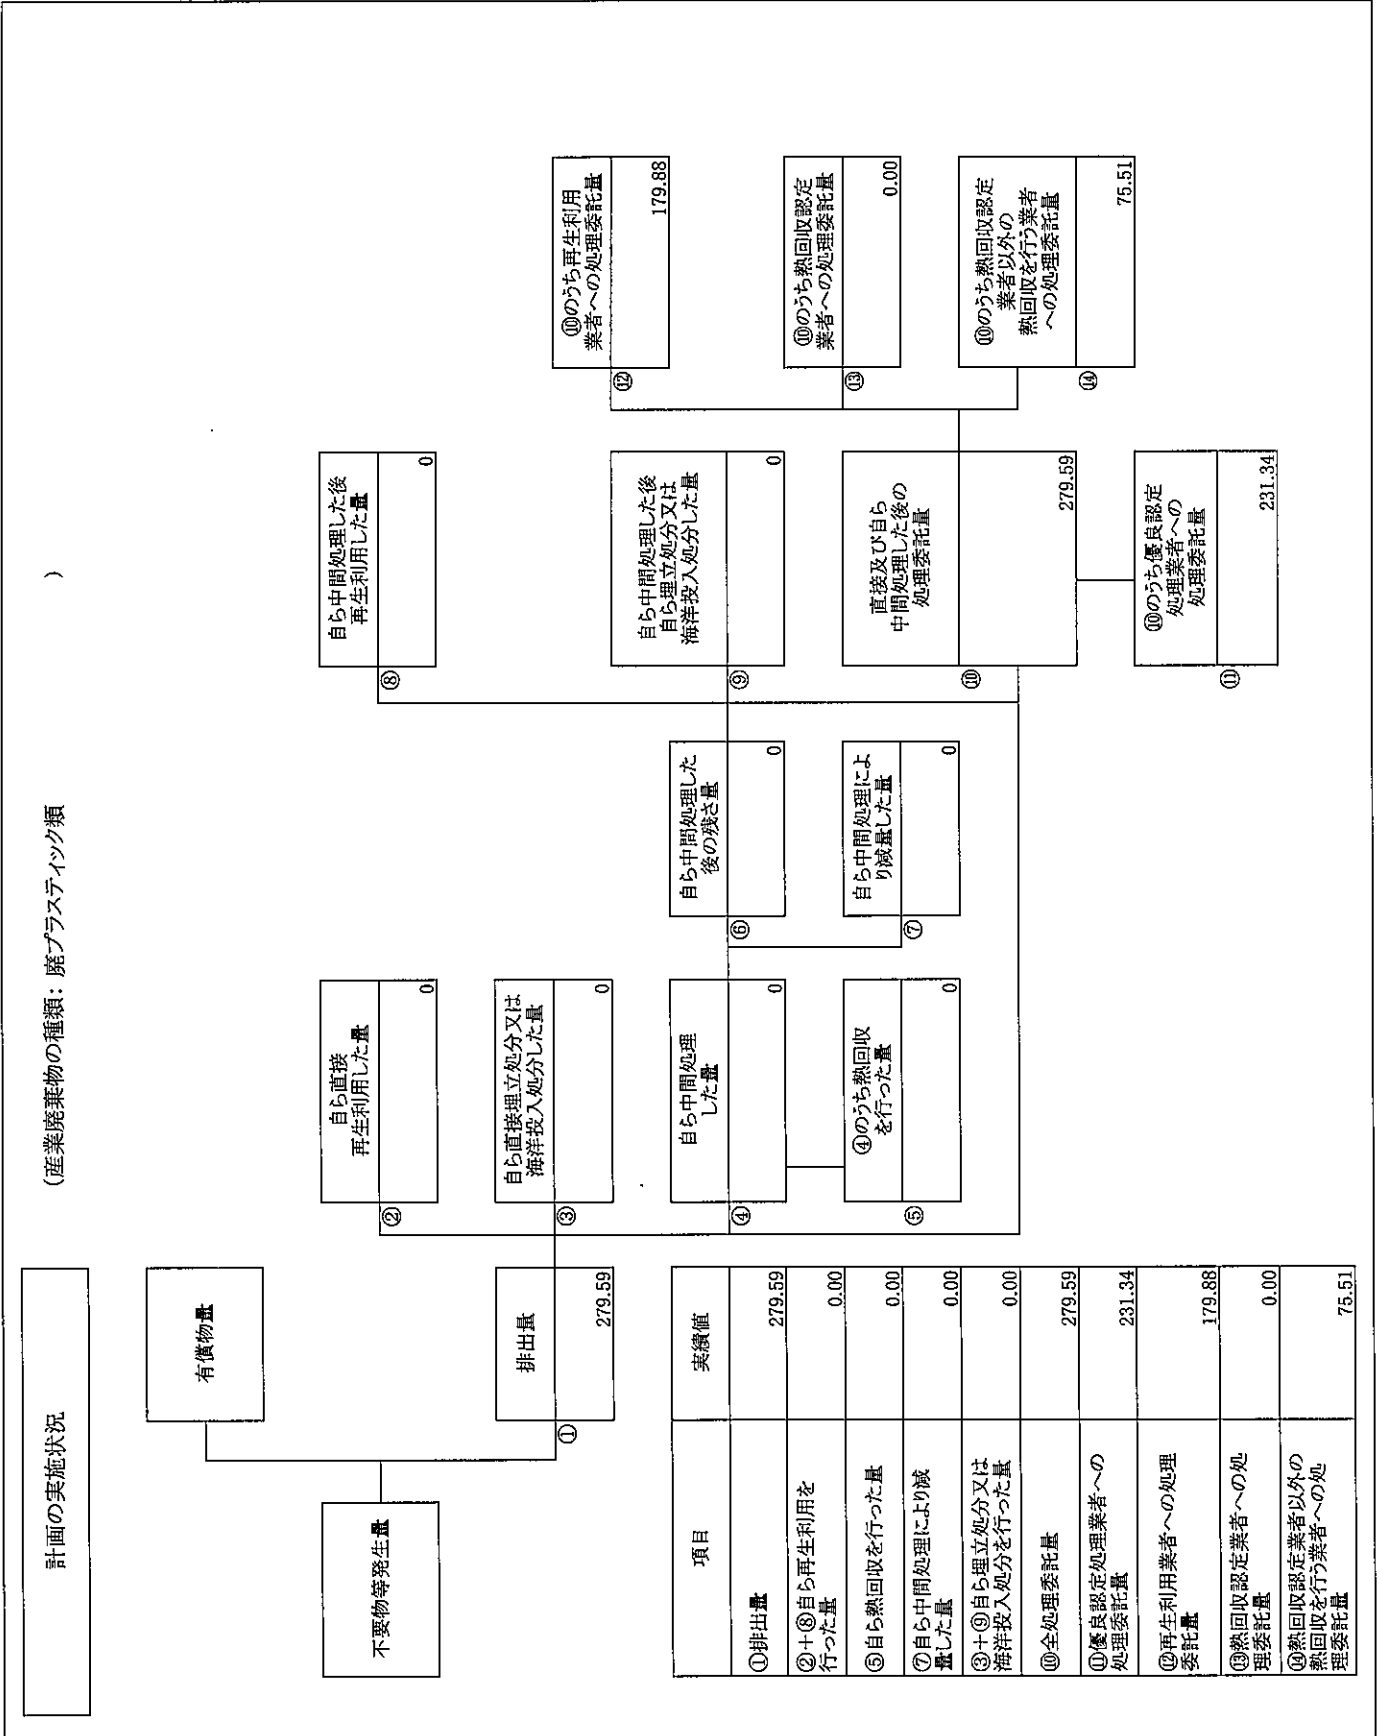 計画の実施状況
(産業廃棄物の種類: 廃プラスティック類 )
不要物等発生量
有償物量
①
排出量
279.59
②
自ら直接
再生利用した量
0
③
自ら直接埋立処分又は
海洋投入処分した量
0
④
自ら中間処理
した量
0
⑤
④のうち熱回収
を行った量
0
⑥
自ら中間処理した
後の残さ量
0
⑦
自ら中間処理によ
り減量した量
0
⑧
自ら中間処理した後
再生利用した量
0
⑨
自ら中間処理した後
自ら埋立処分又は
海洋投入処分した量
0
⑩
直接及び自ら
中間処理した後の
処理委託量
279.59
⑪
⑩のうち優良認定
処理業者への
処理委託量
231.34
⑫
⑩のうち再生利用
業者への処理委託量
179.88
⑬
⑩のうち熱回収認定
業者への処理委託量
0.00
⑭
⑩のうち熱回収認定
業者以外の
熱回収を行う業者
への処理委託量
75.51
項目 実績値
①排出量 279.59
②+⑧自ら再生利用を
行った量 0.00
⑤自ら熱回収を行った量 0.00
⑦自ら中間処理により減
量した量 0.00
③+⑨自ら埋立処分又は
海洋投入処分を行った量 0.00
⑩全処理委託量 279.59
⑪優良認定処理業者への
処理委託量 231.34
⑫再生利用業者への処理
委託量 179.88
⑬熱回収認定業者への処
理委託量 0.00
⑭熱回収認定業者以外の
熱回収を行う業者への処
理委託量 75.51